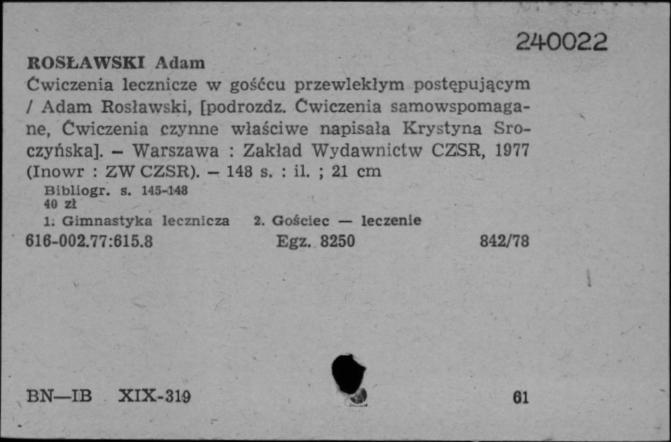 240022
ROSŁAWSKI Adam
Ćwiczenia lecznicze w gośćcu przewlekłym postępującym
/ Adam Rosławski, [podrozdz. Ćwiczenia samowspomaga-
ne, Ćwiczenia czynne właściwe napisała Krystyna Sro-
czyńska]. — Warszawa : Zakład Wydawnictw CZSR, 1977
(Inowr : ZW CZSR). — 148 s. : il. ; 21 cm
Bibliogr. s. 145-148
40 zł
1. Gimnastyka lecznicza 2. Gościec — leczenie
616-002.77:615.8 Egz. 8250 842/78
BN—IB XIX-319 61